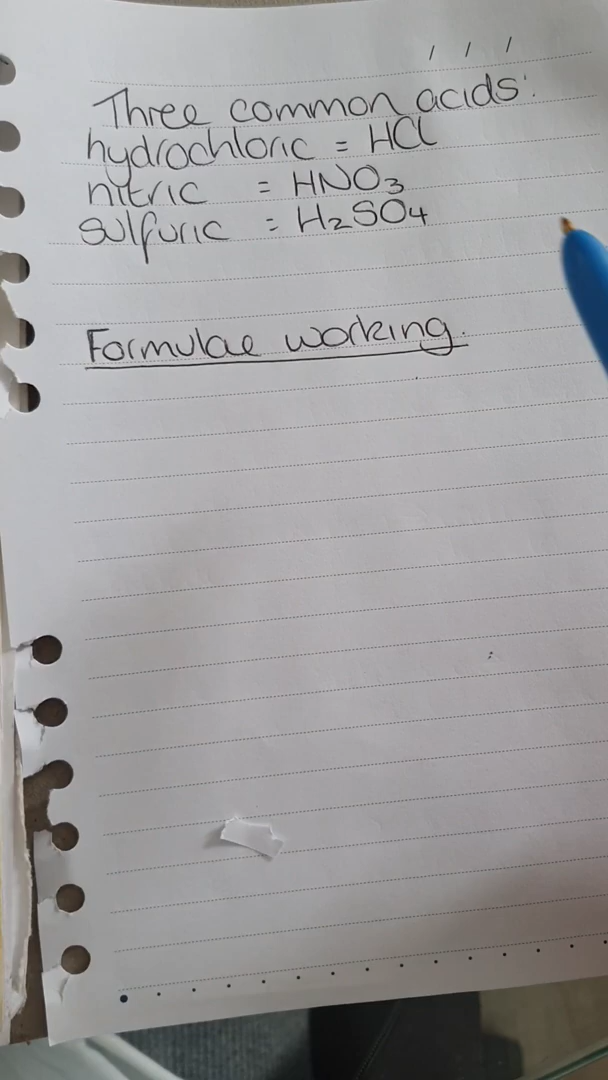 Three common acids:
hydrochloric = HCl
nitric = HNO₃
sulfuric = H₂SO₄
Formulae working.